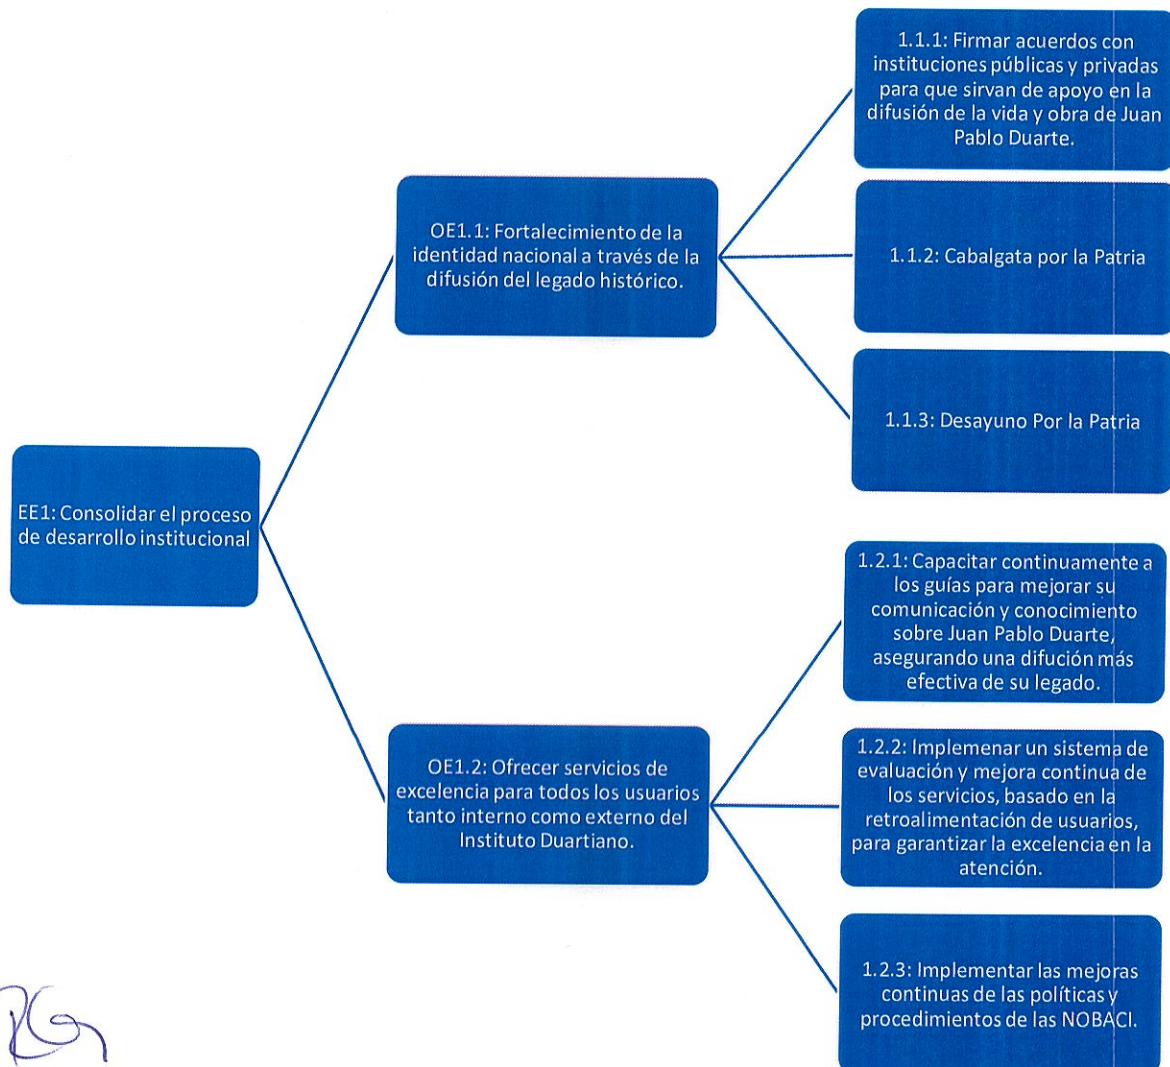 1.1.1: Firmar acuerdos con
instituciones públicas y privadas
para que sirvan de apoyo en la
difusión de la vida y obra de Juan
Pablo Duarte.
OE1.1: Fortalecimiento de la
identidad nacional a través de la
difusión del legado histórico.
1.1.2: Cabalgata por la Patria
1.1.3: Desayuno Por la Patria
EE1: Consolidar el proceso
de desarrollo institucional
1.2.1: Capacitar continuamente a
los guías para mejorar su
comunicación y conocimiento
sobre Juan Pablo Duarte,
asegurando una difución más
efectiva de su legado.
OE1.2: Ofrecer servicios de
excelencia para todos los usuarios
tanto interno como externo del
Instituto Duartiano.
1.2.2: Implemenar un sistema de
evaluación y mejora continua de
los servicios, basado en la
retroalimentación de usuarios,
para garantizar la excelencia en la
atención.
1.2.3: Implementar las mejoras
continuas de las políticas y
procedimientos de las NOBACI.